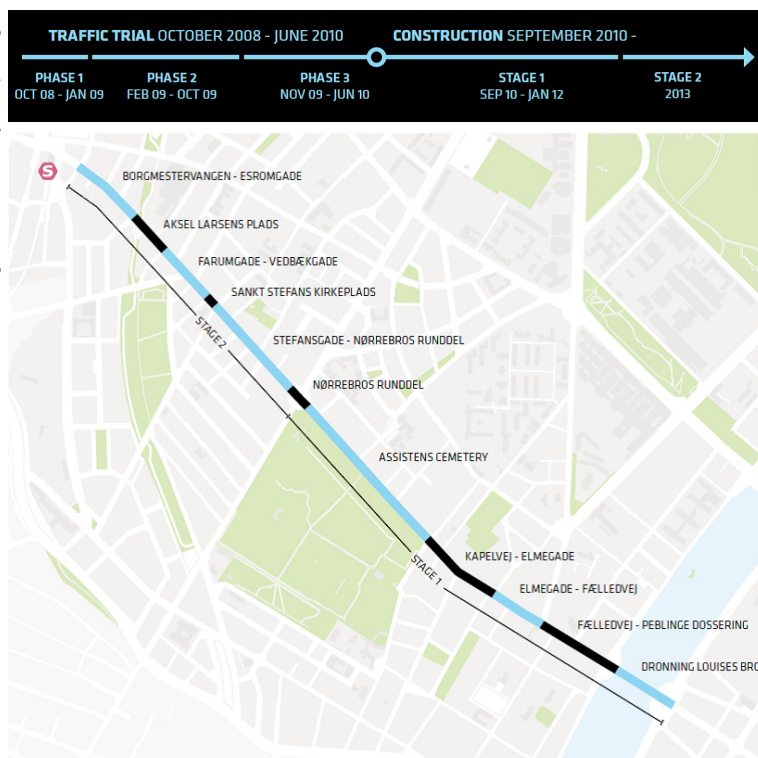 TRAFFIC TRIAL OCTOBER 2008 - JUNE 2010
CONSTRUCTION SEPTEMBER 2010 -
PHASE 1
OCT 08 - JAN 09
PHASE 2
FEB 09 - OCT 09
PHASE 3
NOV 09 - JUN 10
STAGE 1
SEP 10 - JAN 12
STAGE 2
2013
S
BORGMESTERVANGEN - ESROMGADE
AKSEL LARSENS PLADS
FARUMGADE - VEDBÆKGADE
SANKT STEFANS KIRKEPLADS
STAGE 2
STEFANSGADE - NØRREBROS RUNDDEL
NØRREBROS RUNDDEL
ASSISTENS CEMETERY
KAPELVEJ - ELMEGADE
STAGE 1
ELMEGADE - FÆLLEDVEJ
FÆLLEDVEJ - PEBLINGE DOSSERING
DRONNING LOUISES BRO